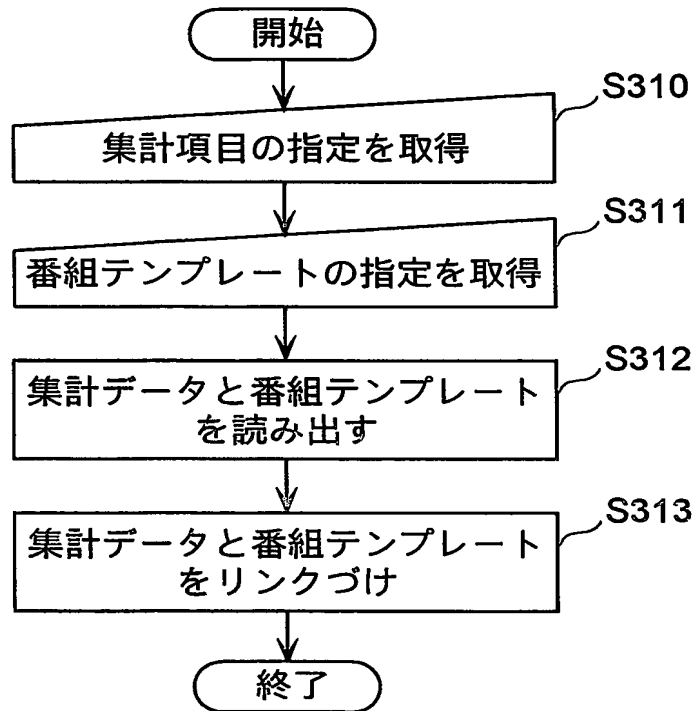 開始
S310
集計項目の指定を取得
S311
番組テンプレートの指定を取得
S312
集計データと番組テンプレート
を読み出す
S313
集計データと番組テンプレート
をリンクづけ
終了